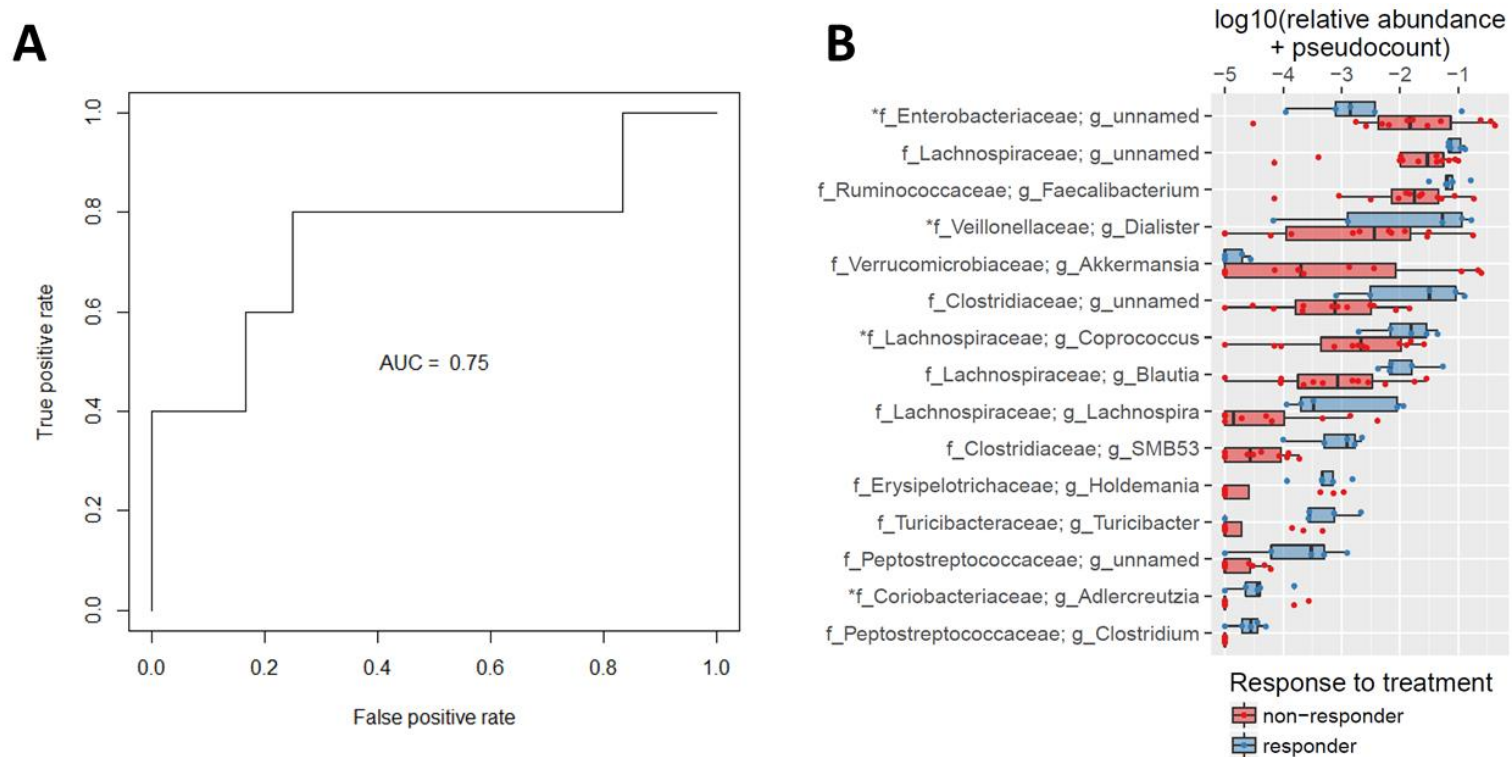 A
1.0
0.8
0.6
0.4
0.2
0.0
True positive rate
AUC = 0.75
0.0 0.2 0.4 0.6 0.8 1.0
False positive rate
B
log10(relative abundance
+ pseudocount)
−5 −4 −3 −2 −1
*f_Enterobacteriaceae; g_unnamed
f_Lachnospiraceae; g_unnamed
f_Ruminococcaceae; g_Faecalibacterium
*f_Veillonellaceae; g_Dialister
f_Verrucomicrobiaceae; g_Akkermansia
f_Clostridiaceae; g_unnamed
*f_Lachnospiraceae; g_Coprococcus
f_Lachnospiraceae; g_Blautia
f_Lachnospiraceae; g_Lachnospira
f_Clostridiaceae; g_SMB53
f_Erysipelotrichaceae; g_Holdemania
f_Turicibacteraceae; g_Turicibacter
f_Peptostreptococcaceae; g_unnamed
*f_Coriobacteriaceae; g_Adlercreutzia
f_Peptostreptococcaceae; g_Clostridium
Response to treatment
non−responder
responder